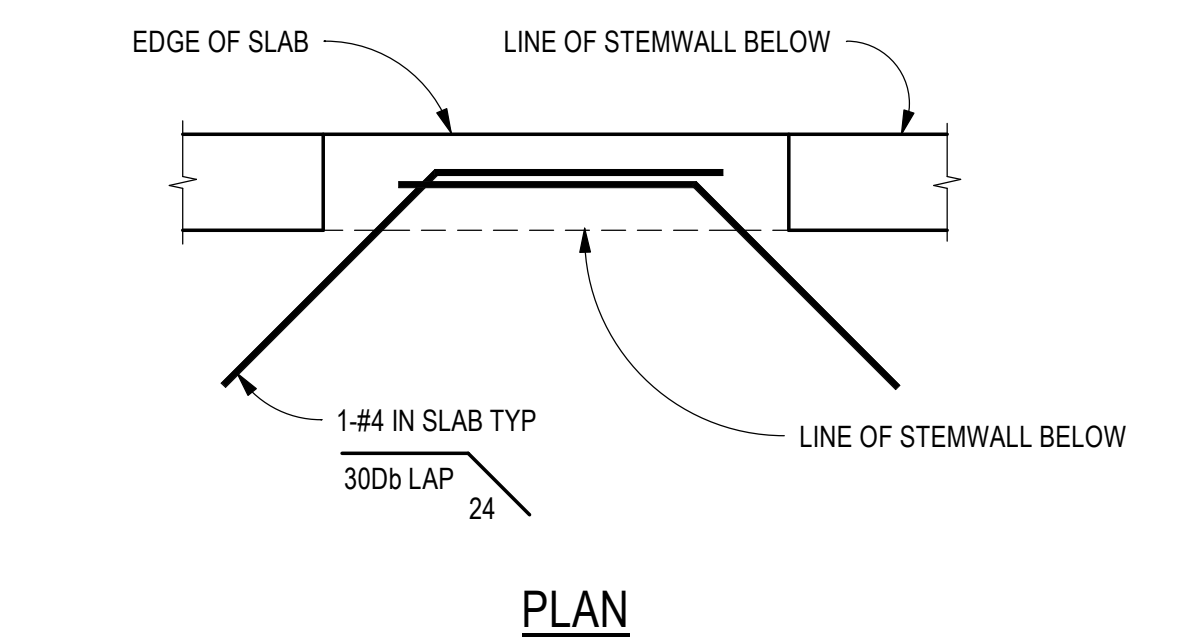 EDGE OF SLAB
LINE OF STEMWALL BELOW
1-#4 IN SLAB TYP
30Db LAP
24
LINE OF STEMWALL BELOW
PLAN